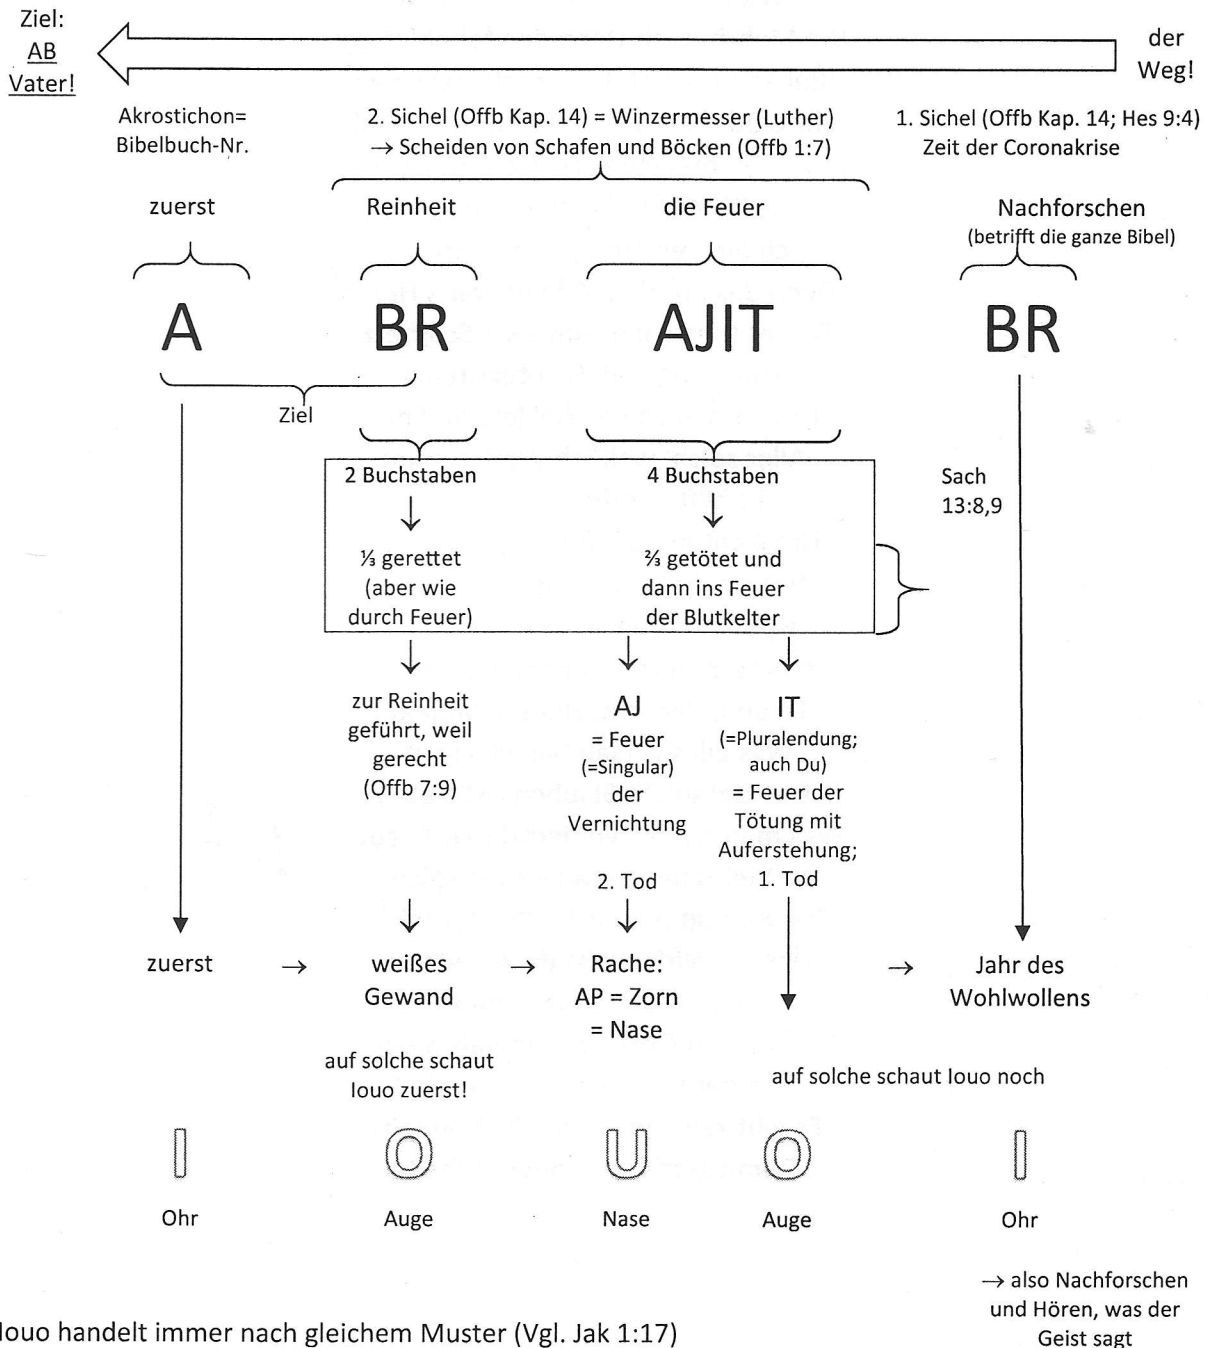 Ziel:
AB
Vater!
der
Weg!
Akrostichon=
Bibelbuch-Nr.
2. Sichel (Offb Kap. 14) = Winzermesser (Luther)
→ Scheiden von Schafen und Böcken (Offb 1:7)
1. Sichel (Offb Kap. 14; Hes 9:4)
Zeit der Coronakrise
zuerst
Reinheit
die Feuer
Nachforschen
(betrifft die ganze Bibel)
A
BR
AJIT
BR
Ziel
2 Buchstaben
4 Buchstaben
Sach
13:8,9
⅓ gerettet
(aber wie
durch Feuer)
⅔ getötet und
dann ins Feuer
der Blutkelter
zur Reinheit
geführt, weil
gerecht
(Offb 7:9)
AJ
= Feuer
(=Singular)
der
Vernichtung
2. Tod
IT
(=Pluralendung;
auch Du)
= Feuer der
Tötung mit
Auferstehung;
1. Tod
zuerst
→
weißes
Gewand
→
Rache:
AP = Zorn
= Nase
→
Jahr des
Wohlwollens
auf solche schaut
Iouo zuerst!
auf solche schaut Iouo noch
I
O
U
O
I
Ohr
Auge
Nase
Auge
Ohr
→ also Nachforschen
und Hören, was der
Geist sagt
Iouo handelt immer nach gleichem Muster (Vgl. Jak 1:17)